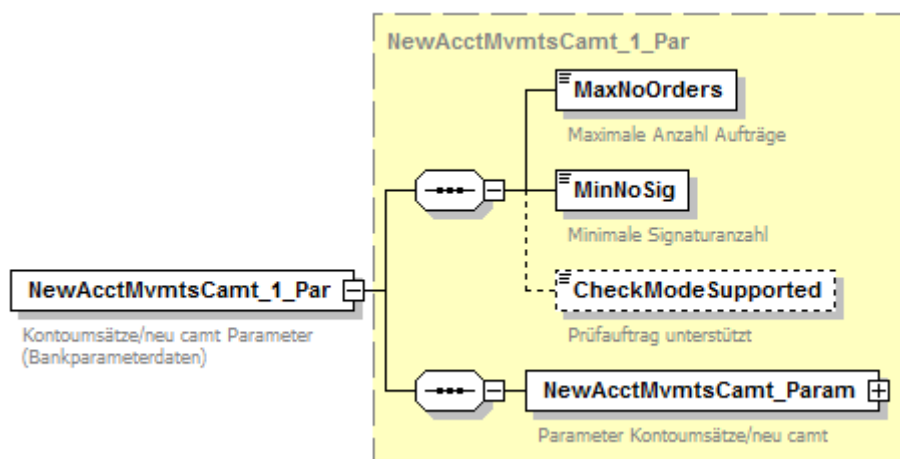 NewAcctMvmtsCamt_1_Par
MaxNoOrders
Maximale Anzahl Aufträge
MinNoSig
Minimale Signaturanzahl
NewAcctMvmtsCamt_1_Par
Kontoumsätze/neu camt Parameter
(Bankparameterdaten)
CheckModeSupported
Prüfauftrag unterstützt
NewAcctMvmtsCamt_Param
Parameter Kontoumsätze/neu camt